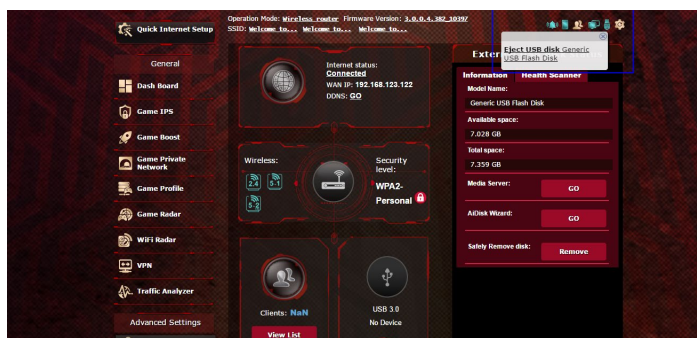 Quick Internet Setup
Operation Mode: Wireless router Firmware Version: 3.0.0.4.382_10397
SSID: Welcome to... Welcome to... Welcome to...
General
Dash Board
Game IPS
Game Boost
Game Private
Network
Game Profile
Game Radar
WiFi Radar
VPN
Traffic Analyzer
Advanced Settings
Internet status:
Connected
WAN IP: 192.168.123.122
DDNS: GO
Wireless:
2.4
5-1
5-2
Security
level:
WPA2-
Personal
Clients: NaN
View List
USB 3.0
No Device
Eject USB disk Generic
USB Flash Disk
Information
Health Scanner
Model Name:
Generic USB Flash Disk
Available space:
7.028 GB
Total space:
7.359 GB
Media Server:
GO
AiDisk Wizard:
GO
Safely Remove disk:
Remove